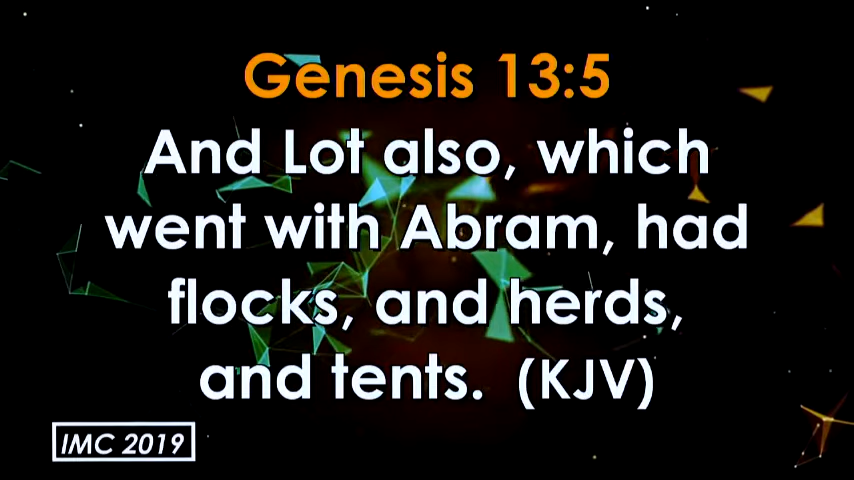 Genesis 13:5
And Lot also, which
went with Abram, had
flocks, and herds,
and tents.  (KJV)
IMC 2019